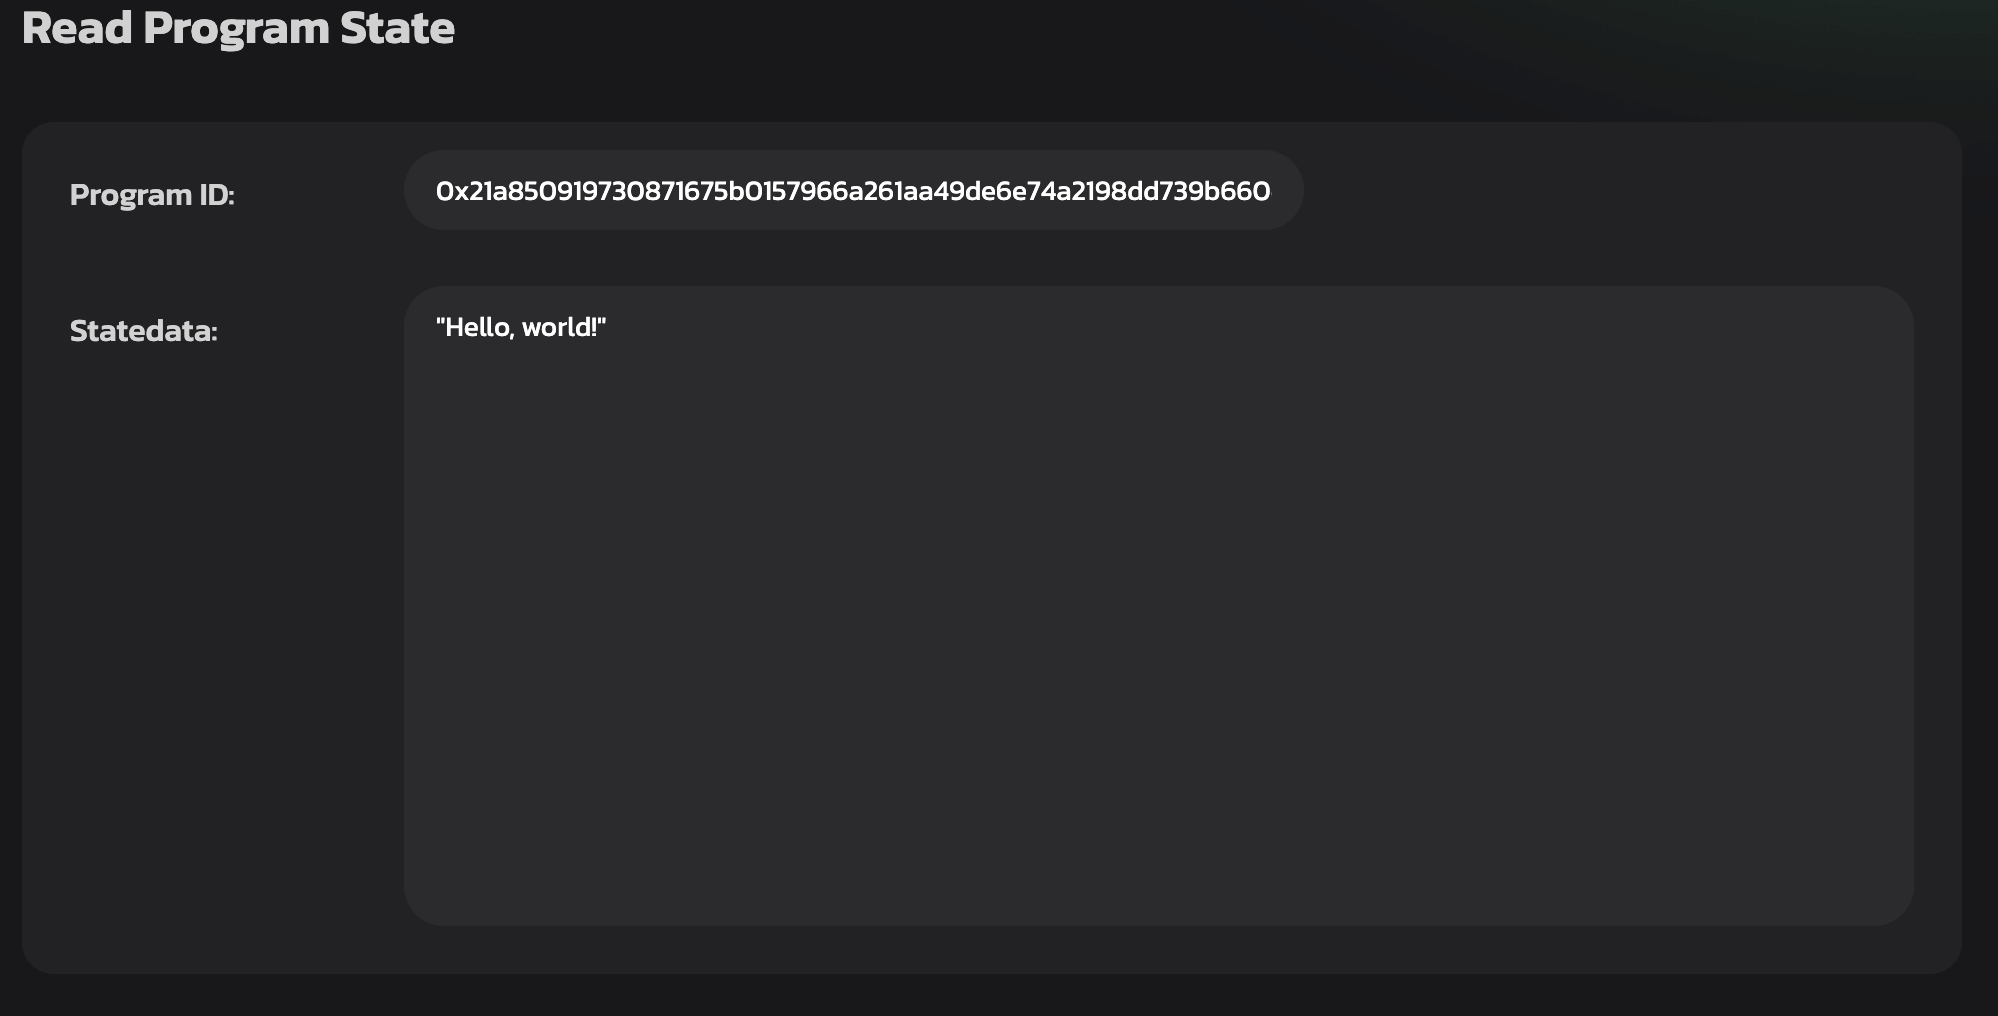 Read Program State
Program ID:
0x21a850919730871675b0157966a261aa49de6e74a2198dd739b660
Statedata:
"Hello, world!"